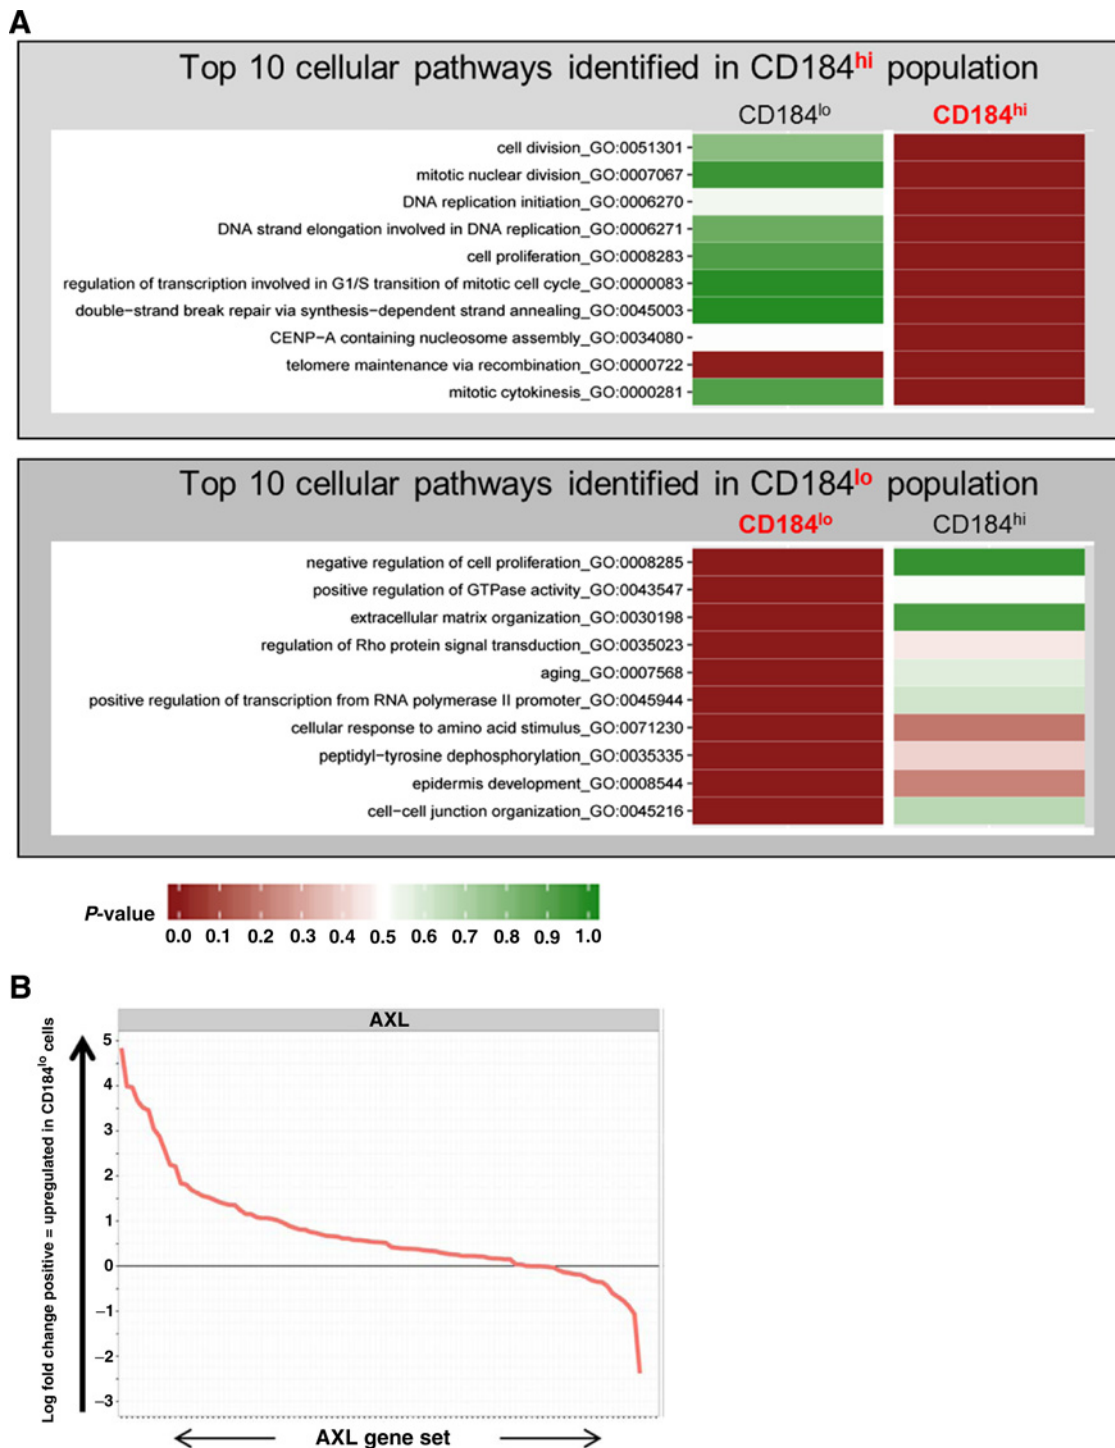 A
Top 10 cellular pathways identified in CD184hi population
CD184lo CD184hi
cell division_GO:0051301
mitotic nuclear division_GO:0007067
DNA replication initiation_GO:0006270
DNA strand elongation involved in DNA replication_GO:0006271
cell proliferation_GO:0008283
regulation of transcription involved in G1/S transition of mitotic cell cycle_GO:0000083
double−strand break repair via synthesis−dependent strand annealing_GO:0045003
CENP−A containing nucleosome assembly_GO:0034080
telomere maintenance via recombination_GO:0000722
mitotic cytokinesis_GO:0000281
Top 10 cellular pathways identified in CD184lo population
CD184lo CD184hi
negative regulation of cell proliferation_GO:0008285
positive regulation of GTPase activity_GO:0043547
extracellular matrix organization_GO:0030198
regulation of Rho protein signal transduction_GO:0035023
aging_GO:0007568
positive regulation of transcription from RNA polymerase II promoter_GO:0045944
cellular response to amino acid stimulus_GO:0071230
peptidyl−tyrosine dephosphorylation_GO:0035335
epidermis development_GO:0008544
cell−cell junction organization_GO:0045216
P-value
0.0 0.1 0.2 0.3 0.4 0.5 0.6 0.7 0.8 0.9 1.0
B
AXL
Log fold change positive = upregulated in CD184lo cells
5
4
3
2
1
0
−1
−2
−3
AXL gene set